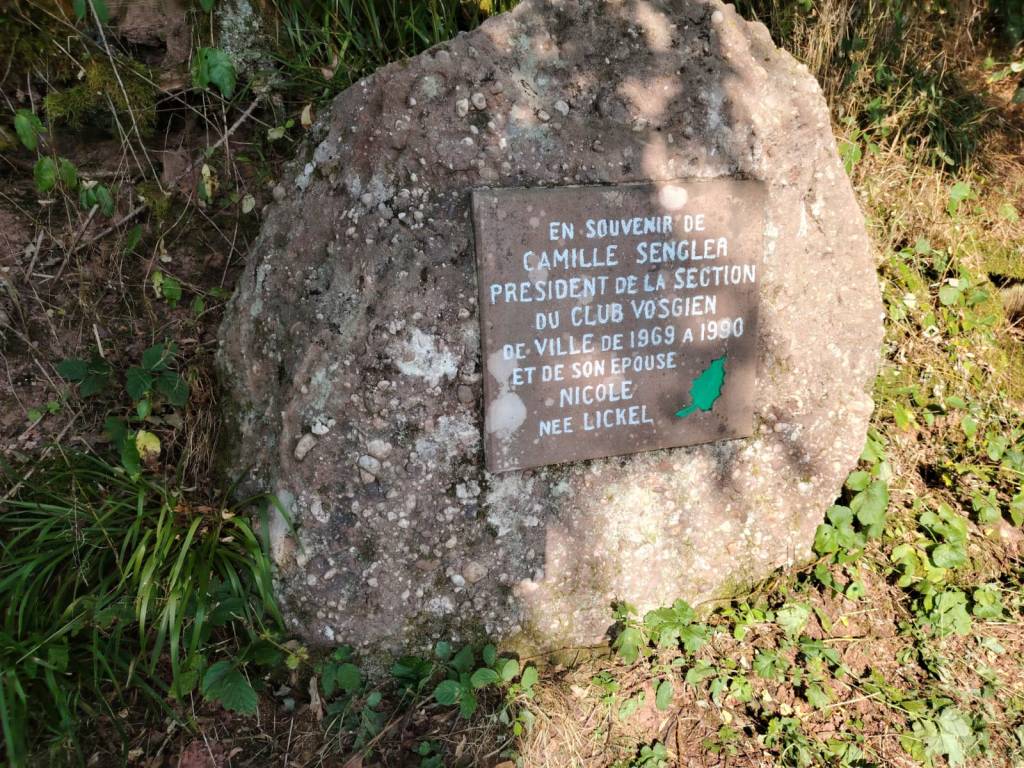 EN SOUVENIR DE
CAMILLE SENGLER
PRESIDENT DE LA SECTION
DU CLUB VOSGIEN
DE VILLE DE 1969 A 1990
ET DE SON EPOUSE
NICOLE
NEE LICKEL